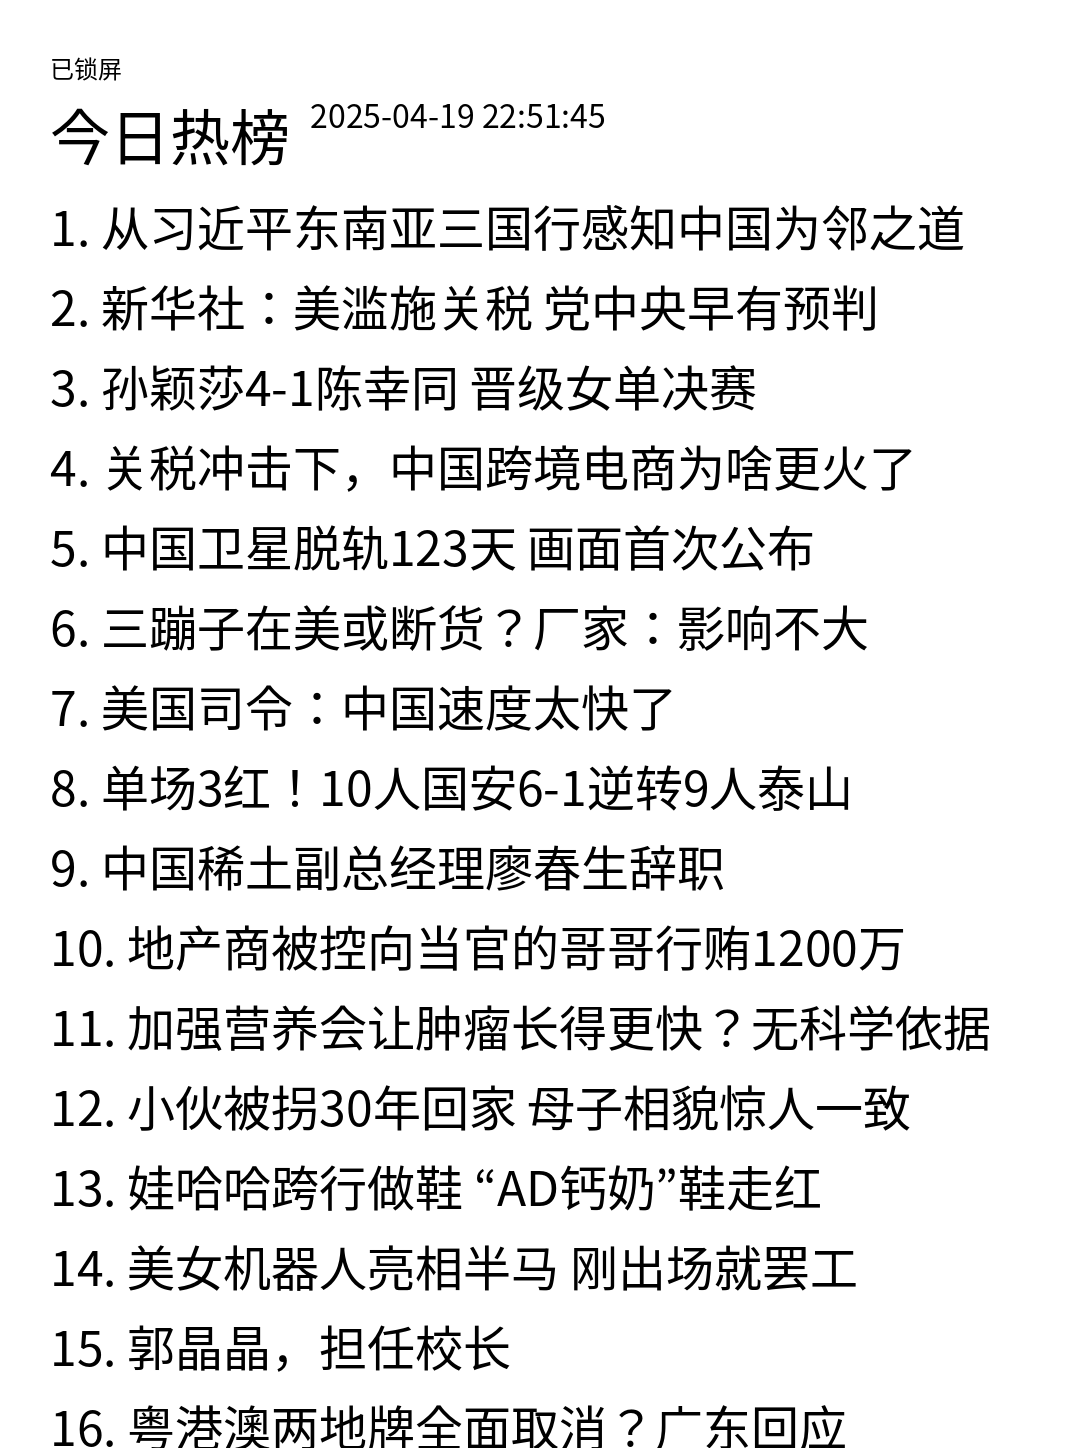 已锁屏
今日热榜 2025-04-19 22:51:45
1. 从习近平东南亚三国行感知中国为邻之道
2. 新华社：美滥施关税 党中央早有预判
3. 孙颖莎4-1陈幸同 晋级女单决赛
4. 关税冲击下，中国跨境电商为啥更火了
5. 中国卫星脱轨123天 画面首次公布
6. 三蹦子在美或断货？厂家：影响不大
7. 美国司令：中国速度太快了
8. 单场3红！10人国安6-1逆转9人泰山
9. 中国稀土副总经理廖春生辞职
10. 地产商被控向当官的哥哥行贿1200万
11. 加强营养会让肿瘤长得更快？无科学依据
12. 小伙被拐30年回家 母子相貌惊人一致
13. 娃哈哈跨行做鞋 “AD钙奶”鞋走红
14. 美女机器人亮相半马 刚出场就罢工
15. 郭晶晶，担任校长
16. 粤港澳两地牌全面取消？广东回应